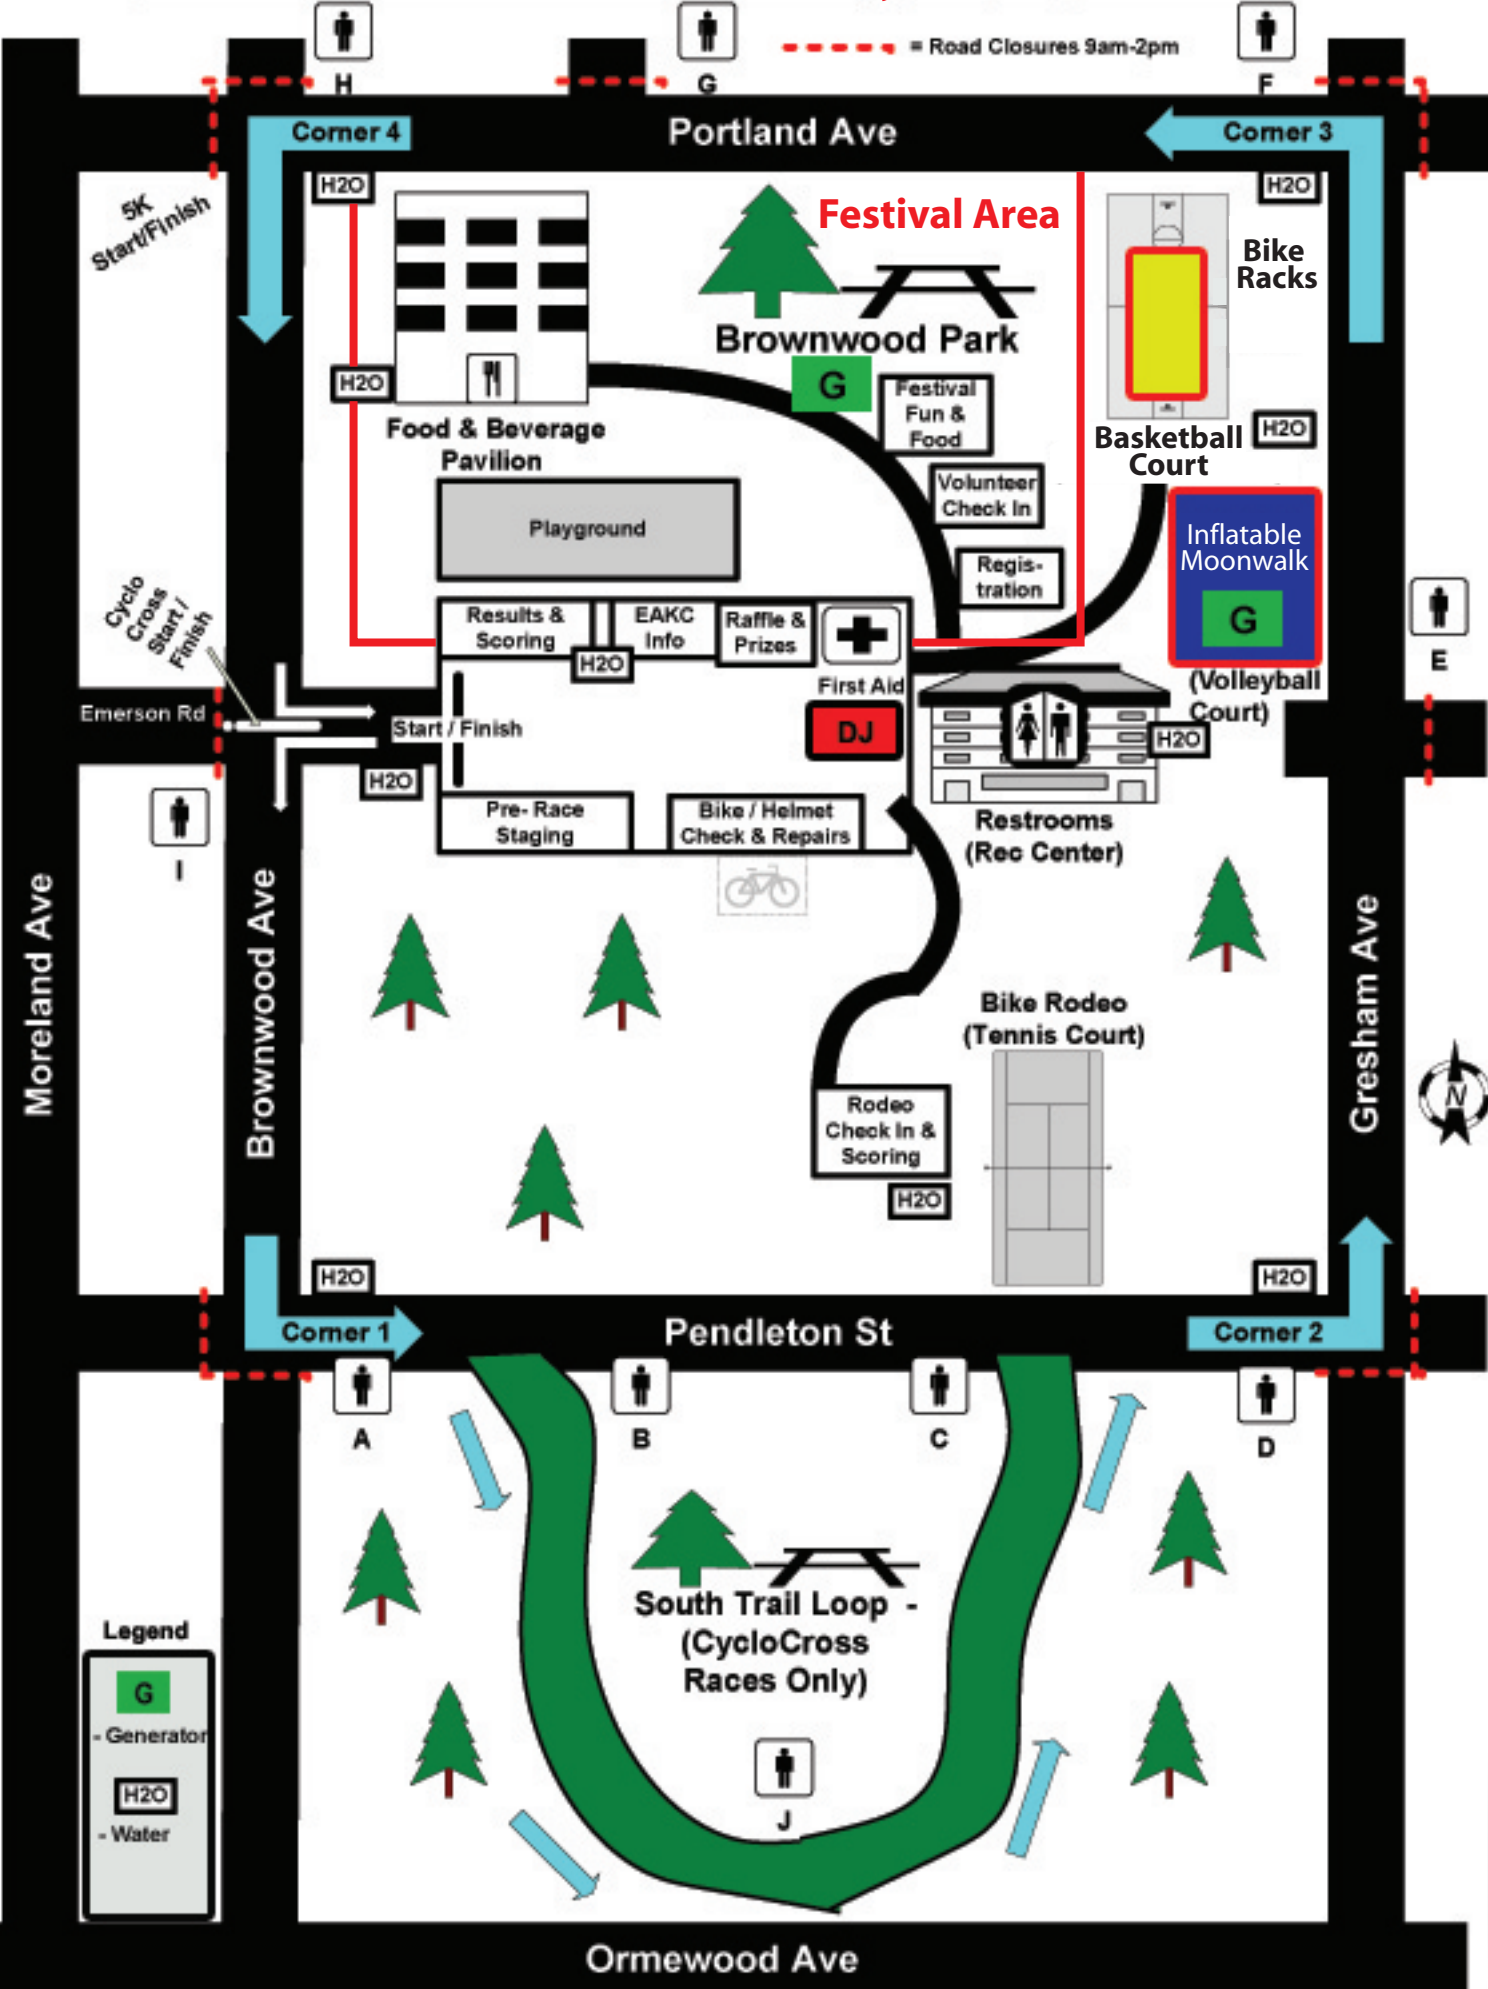 = Road Closures 9am-2pm
H
G
F
Corner 4
Portland Ave
Corner 3
H2O
H2O
5K
Start/Finish
Festival Area
Bike
Racks
Brownwood Park
H2O
G
Festival
Fun &
Food
Food & Beverage
Pavilion
Basketball
Court
H2O
Volunteer
Check In
Playground
Inflatable
Moonwalk
G
Regis-
tration
Cyclo
Cross
Start /
Finish
Results &
Scoring
EAKC
Info
Raffle &
Prizes
H2O
E
First Aid
(Volleyball
Court)
Emerson Rd
Start / Finish
DJ
H2O
H2O
Pre- Race
Staging
Bike / Helmet
Check & Repairs
Restrooms
(Rec Center)
I
Moreland Ave
Brownwood Ave
Gresham Ave
Bike Rodeo
(Tennis Court)
N
Rodeo
Check In &
Scoring
H2O
H2O
H2O
Corner 1
Pendleton St
Corner 2
A
B
C
D
South Trail Loop -
(CycloCross
Races Only)
Legend
G
- Generator
H2O
- Water
J
Ormewood Ave